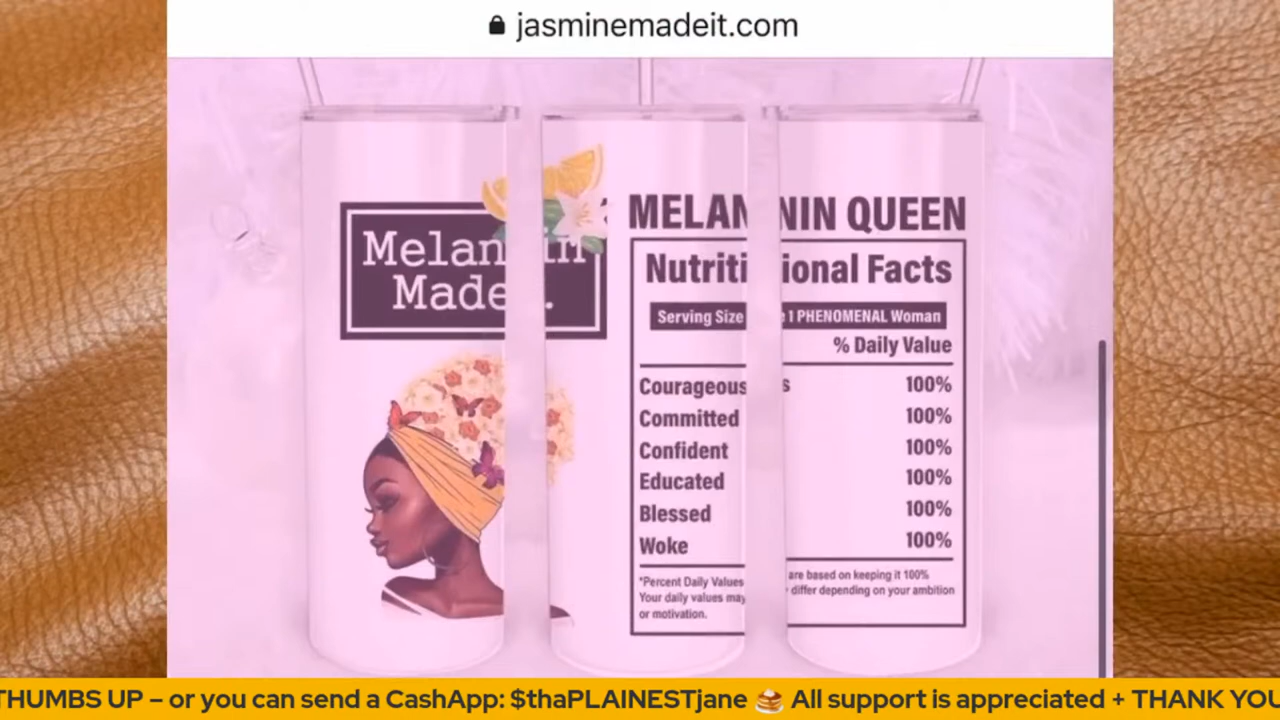 jasminemadeit.com
Melan in
Made .
MELAN NIN QUEEN
Nutriti ional Facts
Serving Size e 1 PHENOMENAL Woman
% Daily Value
Courageous s 100%
Committed 100%
Confident 100%
Educated 100%
Blessed 100%
Woke 100%
*Percent Daily Values are based on keeping it 100%
Your daily values may differ depending on your ambition
or motivation.
THUMBS UP – or you can send a CashApp: $thaPLAINESTjane 🥞 All support is appreciated + THANK YOU